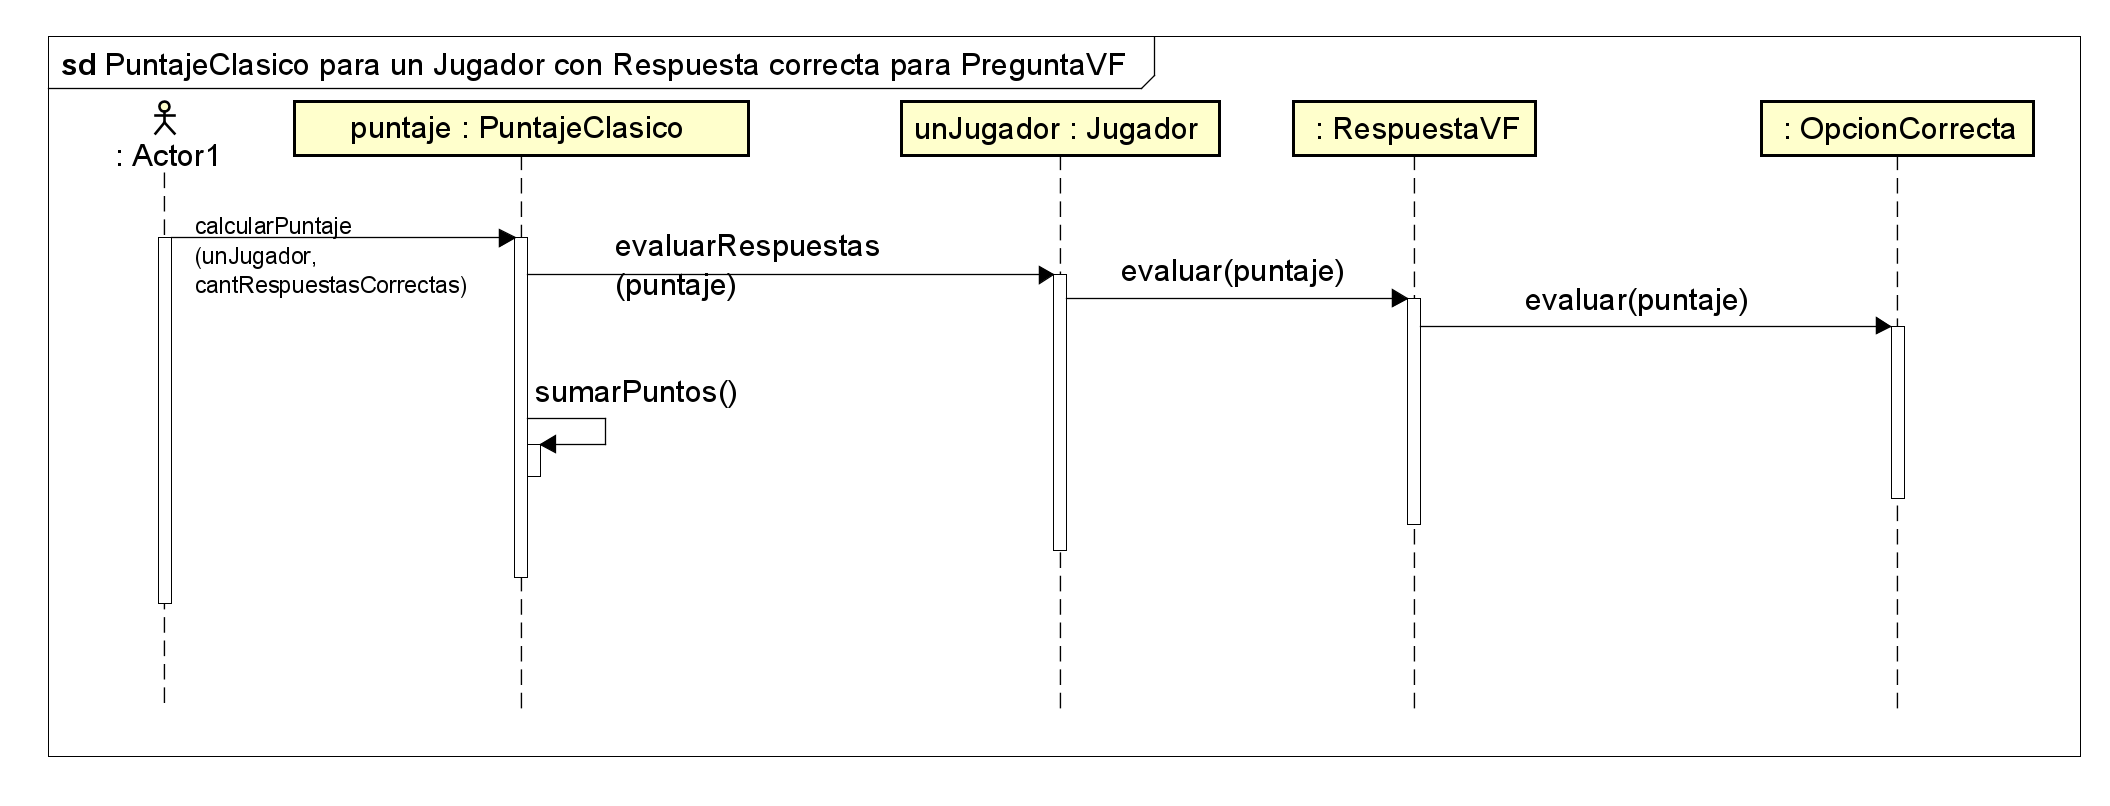 sd PuntajeClasico para un Jugador con Respuesta correcta para PreguntaVF
: Actor1
puntaje : PuntajeClasico
unJugador : Jugador
: RespuestaVF
: OpcionCorrecta
calcularPuntaje
(unJugador,
cantRespuestasCorrectas)
evaluarRespuestas
(puntaje)
evaluar(puntaje)
evaluar(puntaje)
sumarPuntos()